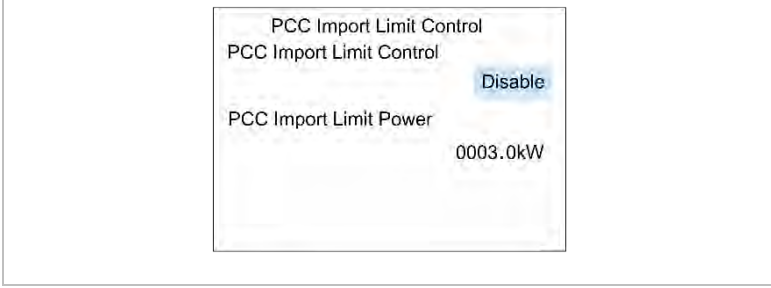 PCC Import Limit Control
PCC Import Limit Control
Disable
PCC Import Limit Power
0003.0kW